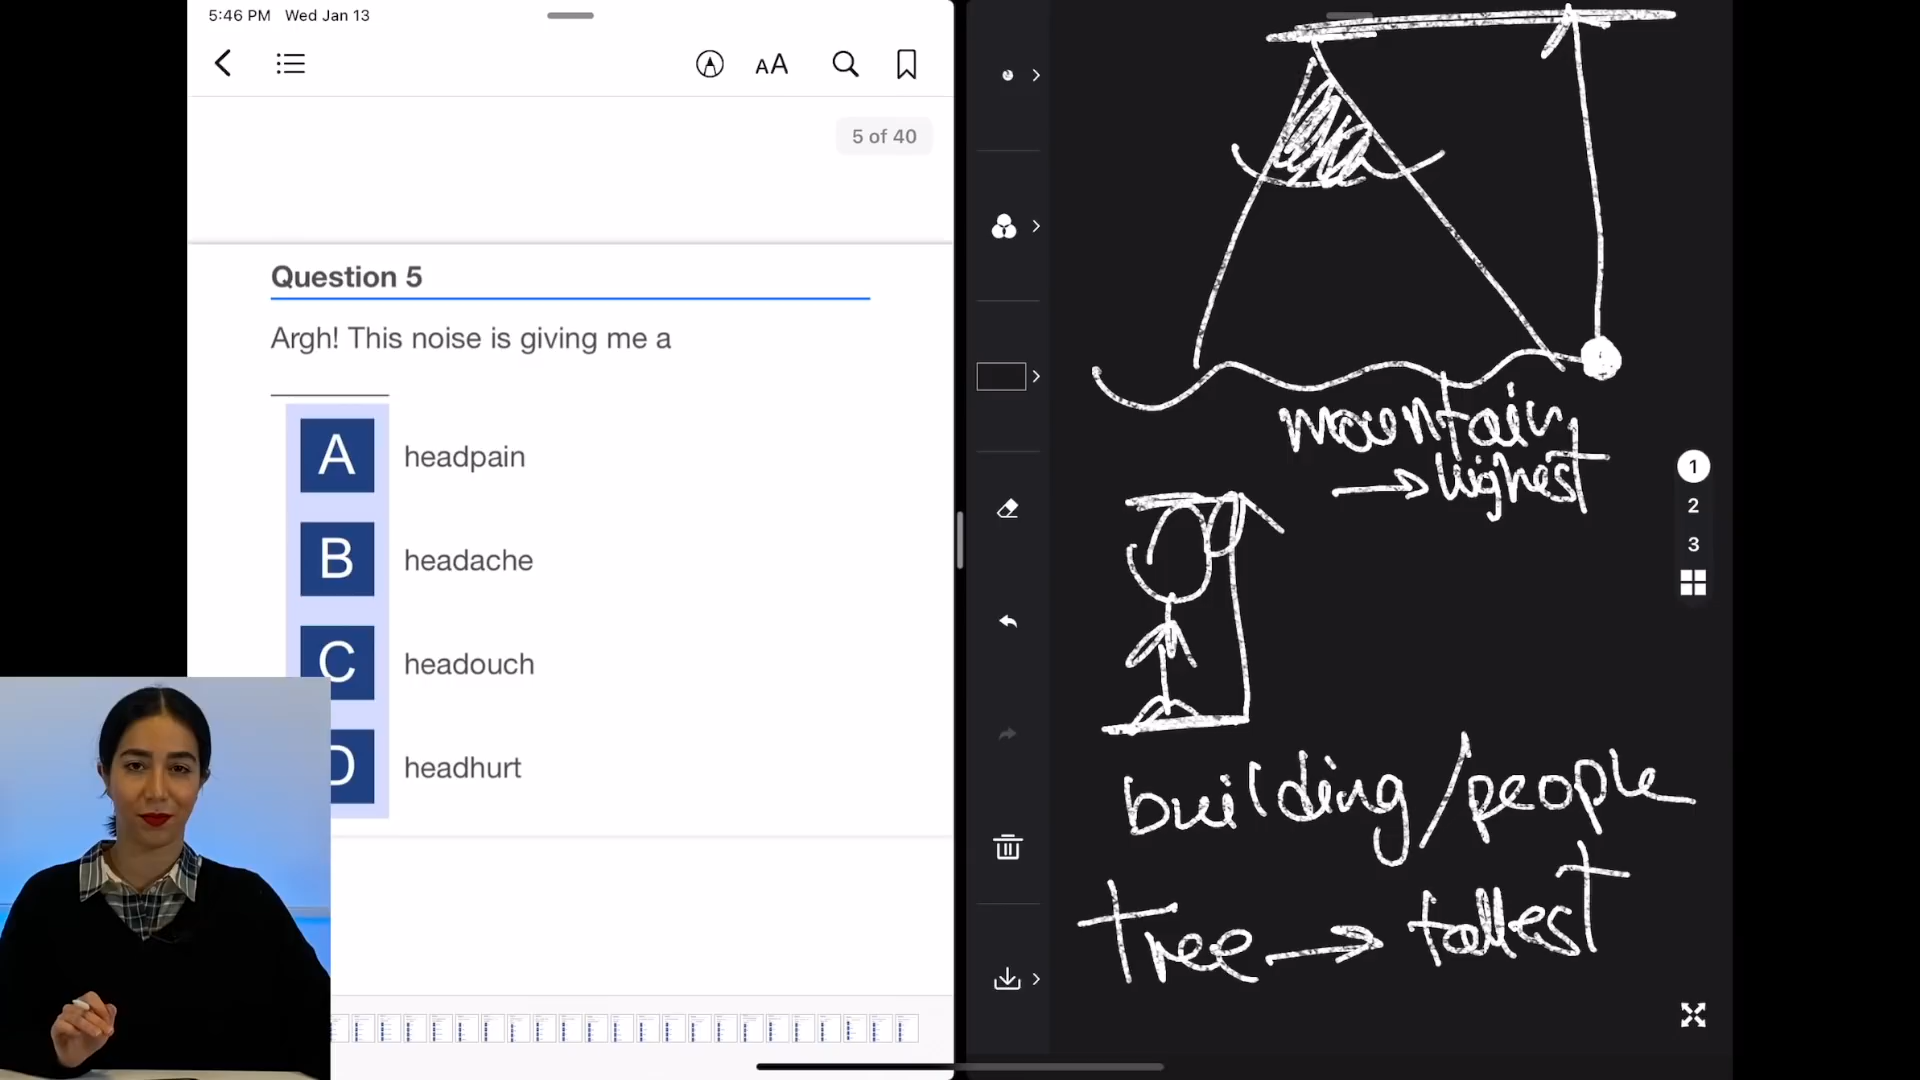 5:46 PM Wed Jan 13
AA
5 of 40
Question 5
Argh! This noise is giving me a
A headpain
B headache
C headouch
D headhurt
mountain
→ highest
1
2
3
building/people
tree → tallest